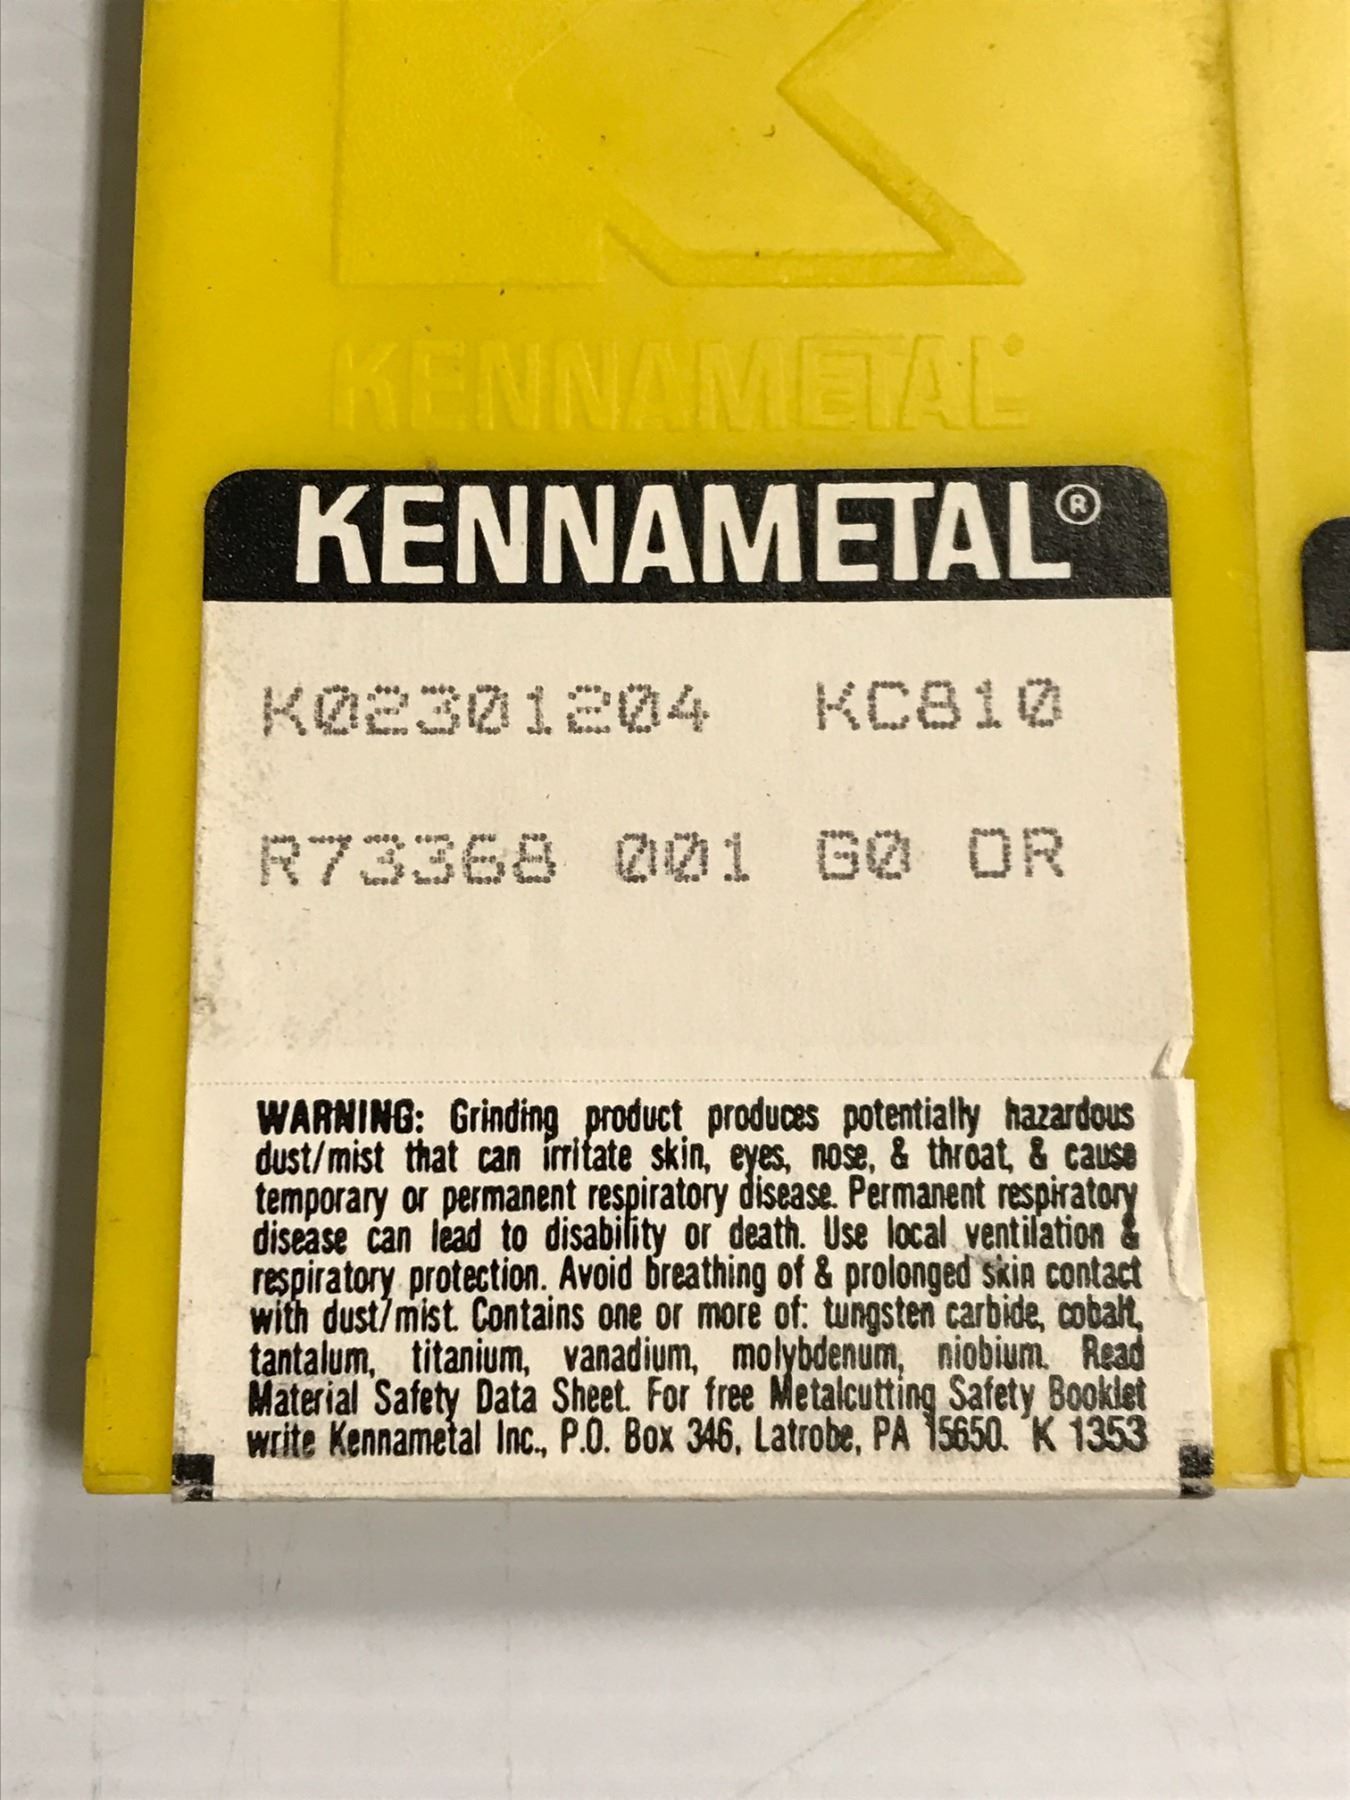 KENNAMETAL
KENNAMETAL®
K02301204 KC810
R73368 001 G0 OR
WARNING: Grinding product produces potentially hazardous
dust/mist that can irritate skin, eyes, nose, & throat, & cause
temporary or permanent respiratory disease. Permanent respiratory
disease can lead to disability or death. Use local ventilation &
respiratory protection. Avoid breathing of & prolonged skin contact
with dust/mist. Contains one or more of: tungsten carbide, cobalt,
tantalum, titanium, vanadium, molybdenum, niobium. Read
Material Safety Data Sheet. For free Metalcutting Safety Booklet
write Kennametal Inc., P.O. Box 346, Latrobe, PA 15650. K 1353